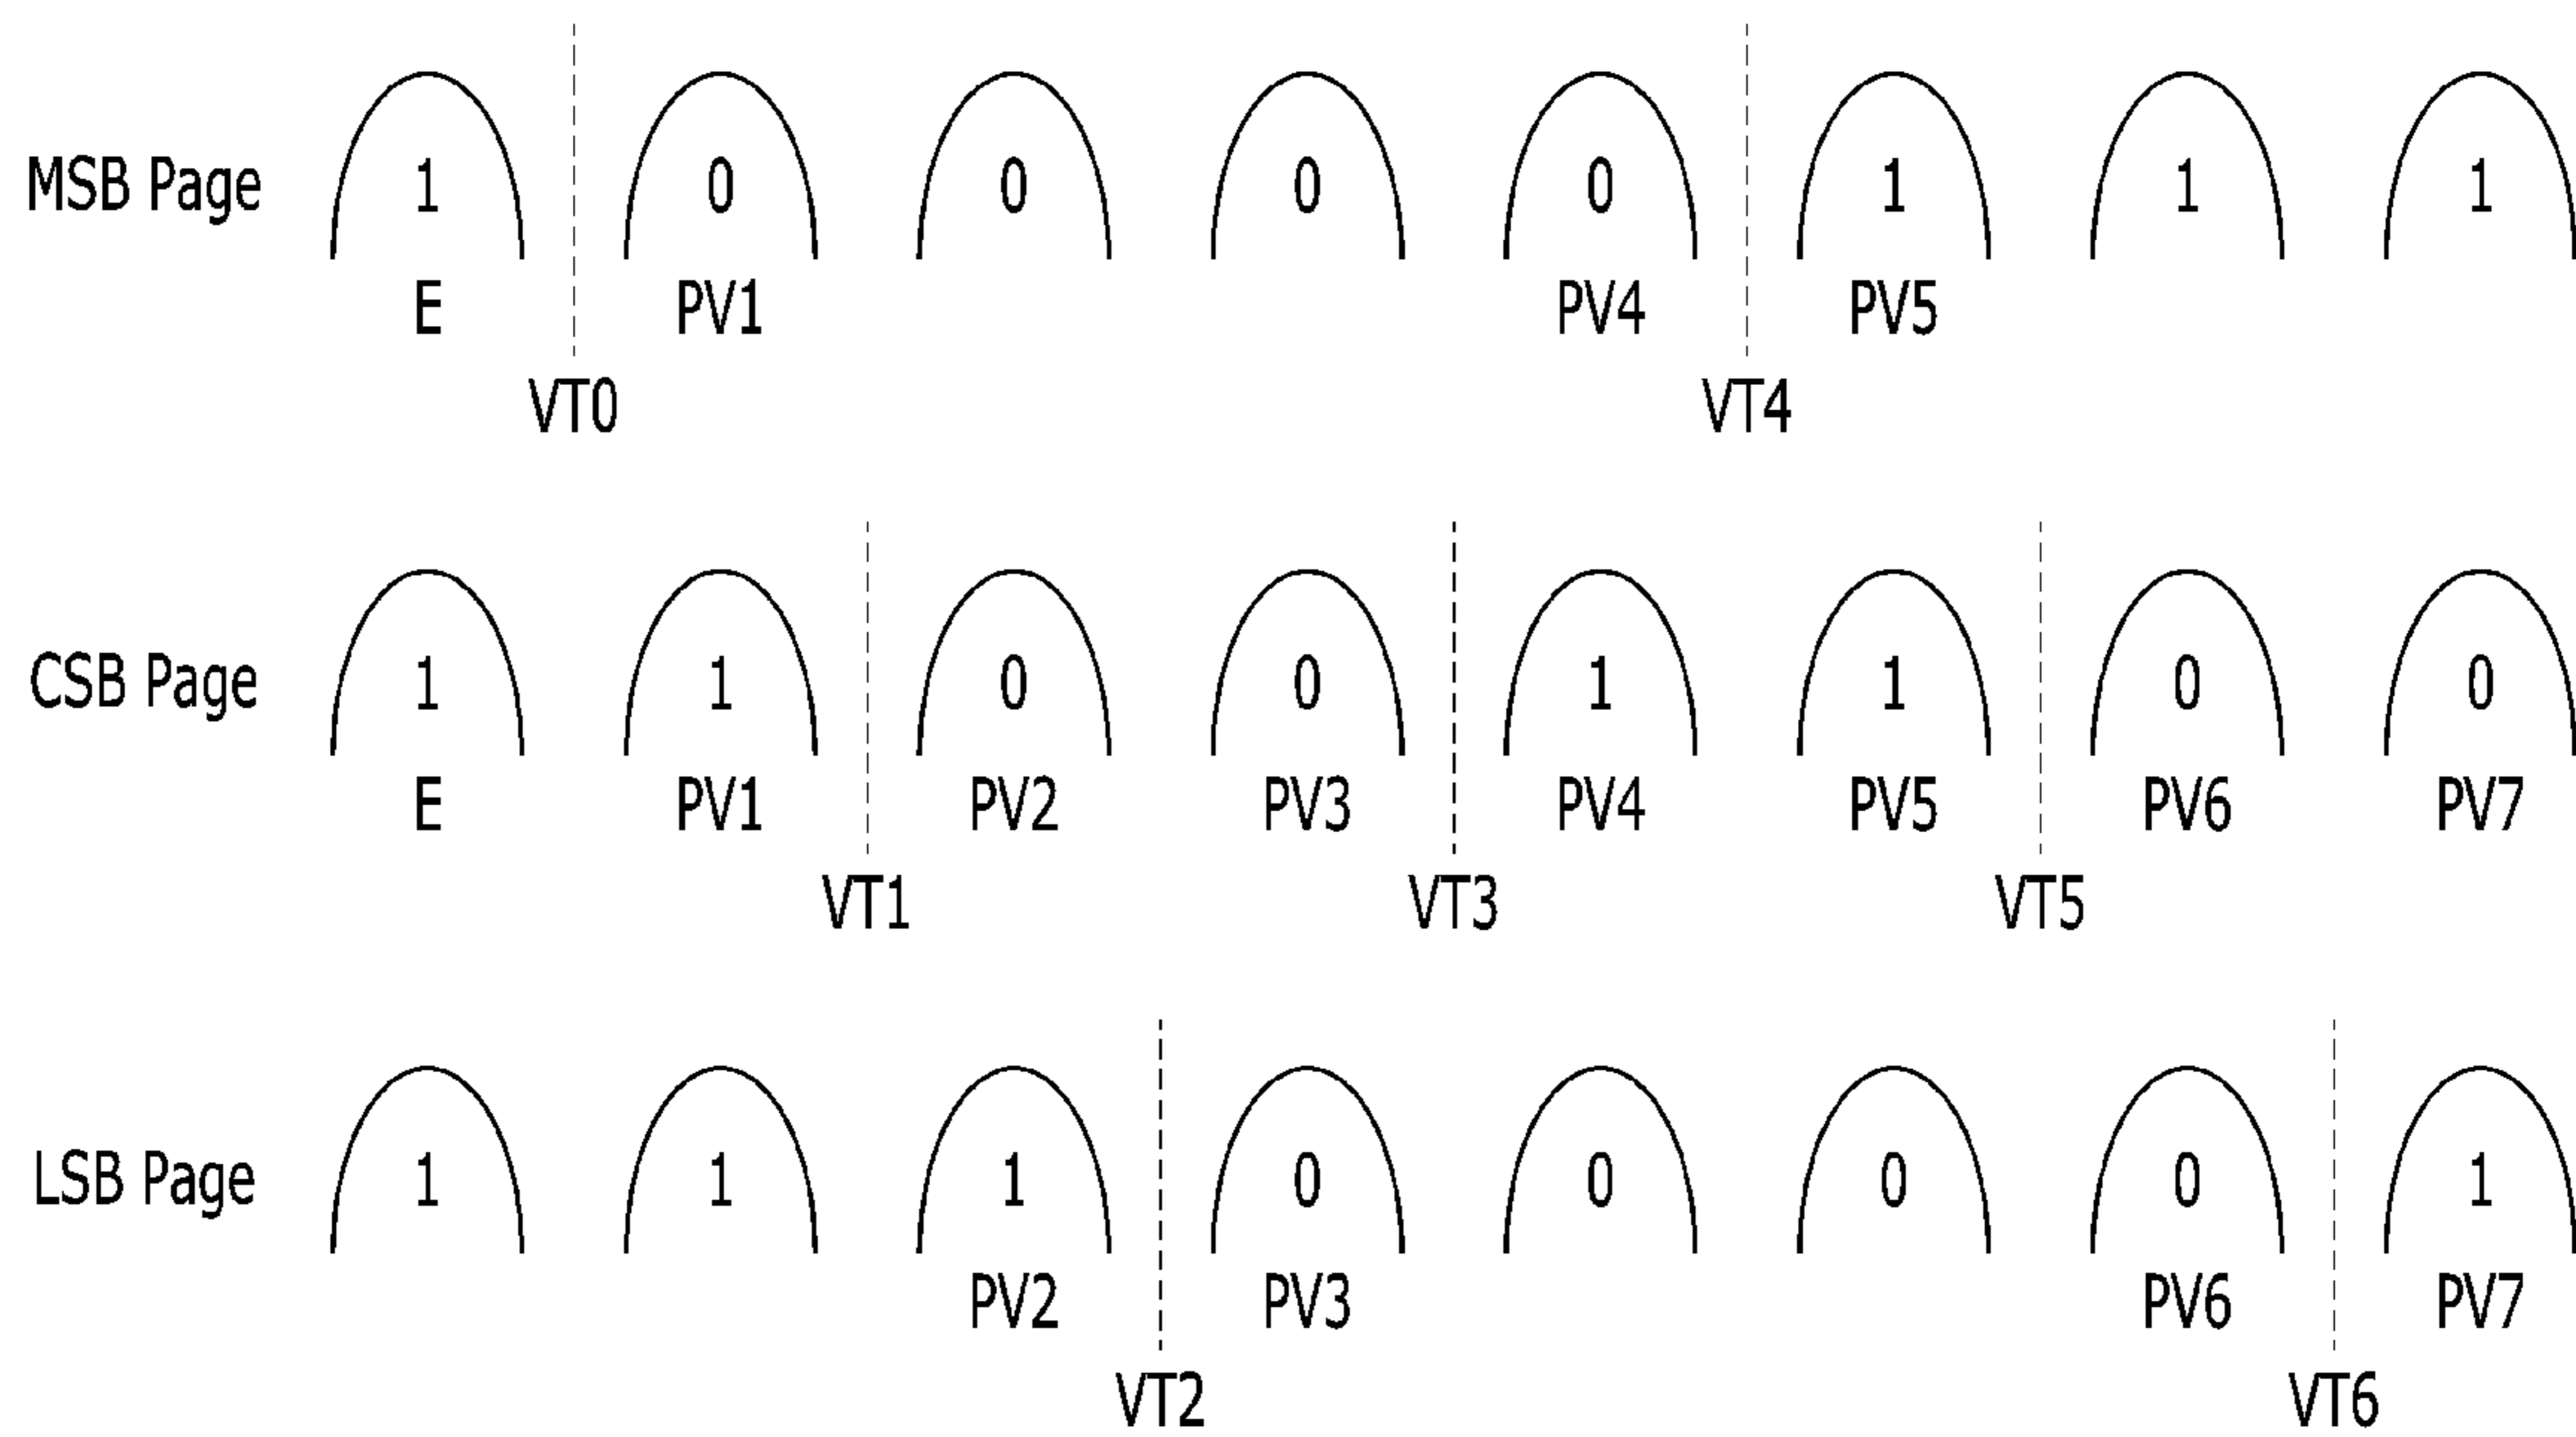 MSB Page 1 0 0 0 0 1 1 1
E PV1 PV4 PV5
VT0 VT4
CSB Page 1 1 0 0 1 1 0 0
E PV1 PV2 PV3 PV4 PV5 PV6 PV7
VT1 VT3 VT5
LSB Page 1 1 1 0 0 0 0 1
PV2 PV3 PV6 PV7
VT2 VT6